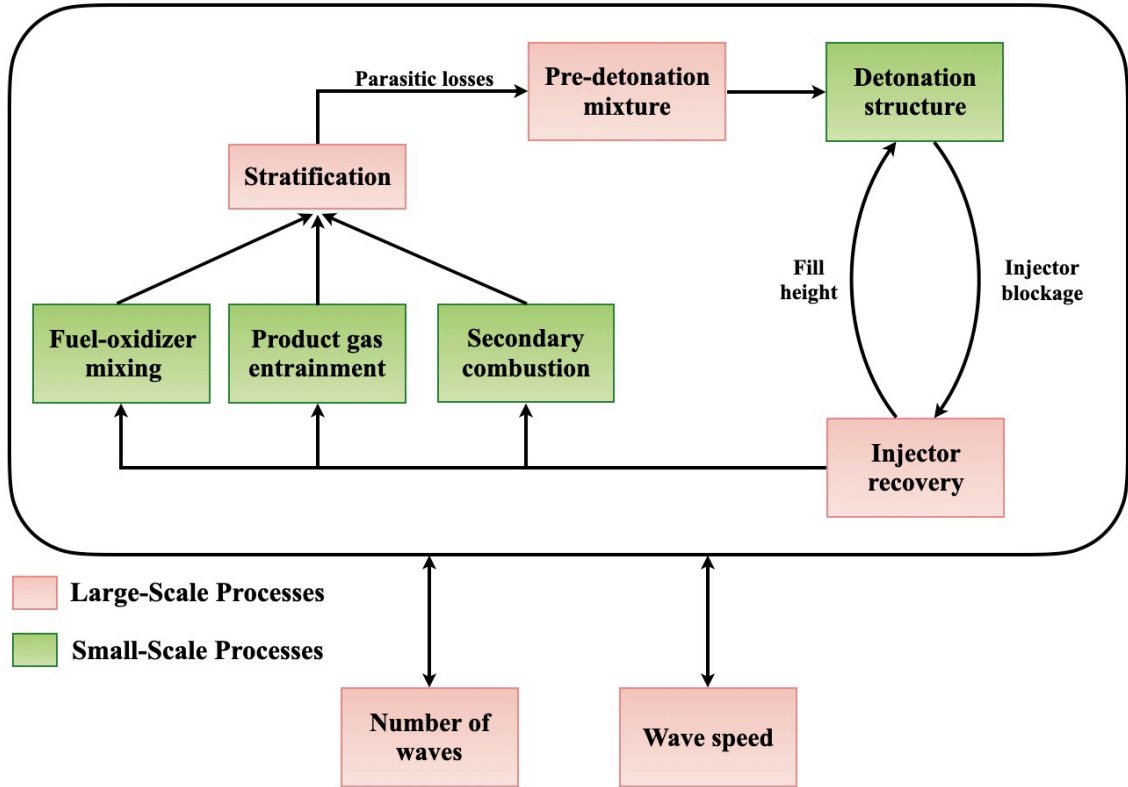 Parasitic losses
Pre-detonation
mixture
Detonation
structure
Stratification
Fill
height
Injector
blockage
Fuel-oxidizer
mixing
Product gas
entrainment
Secondary
combustion
Injector
recovery
Large-Scale Processes
Small-Scale Processes
Number of
waves
Wave speed